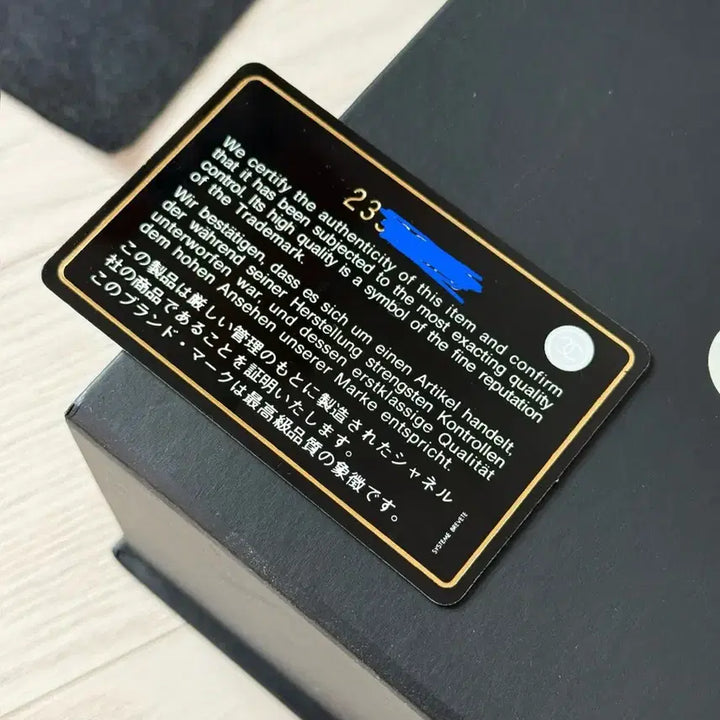 233
We certify the authenticity of this item and confirm
that it has been subjected to the most exacting quality
control. Its high quality is a symbol of the fine reputation
of the Trademark.
Wir bestätigen, dass es sich um einen Artikel handelt,
der während seiner Herstellung strengsten Kontrollen
unterworfen war, und dessen erstklassige Qualität
dem hohen Ansehen unserer Marke entspricht.
この製品は厳しい管理のもとに製造されたシャネル
社の商品であることを証明いたします。
このブランド・マークは最高級品質の象徴です。
SYSTEME BREVETE